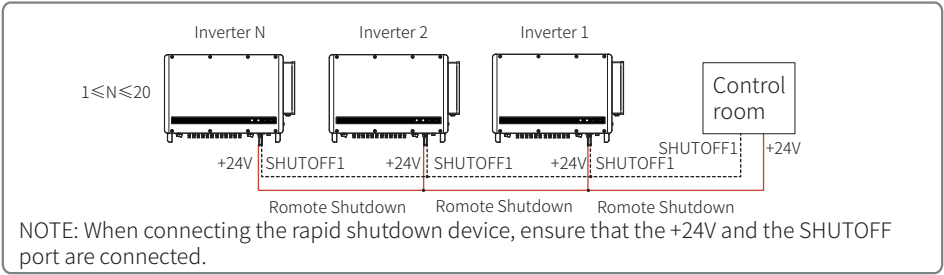 Inverter N
Inverter 2
Inverter 1
1≤N≤20
Control
room
SHUTOFF1
+24V
+24V
SHUTOFF1
+24V
SHUTOFF1
+24V
SHUTOFF1
Romote Shutdown
Romote Shutdown
Romote Shutdown
NOTE: When connecting the rapid shutdown device, ensure that the +24V and the SHUTOFF
port are connected.